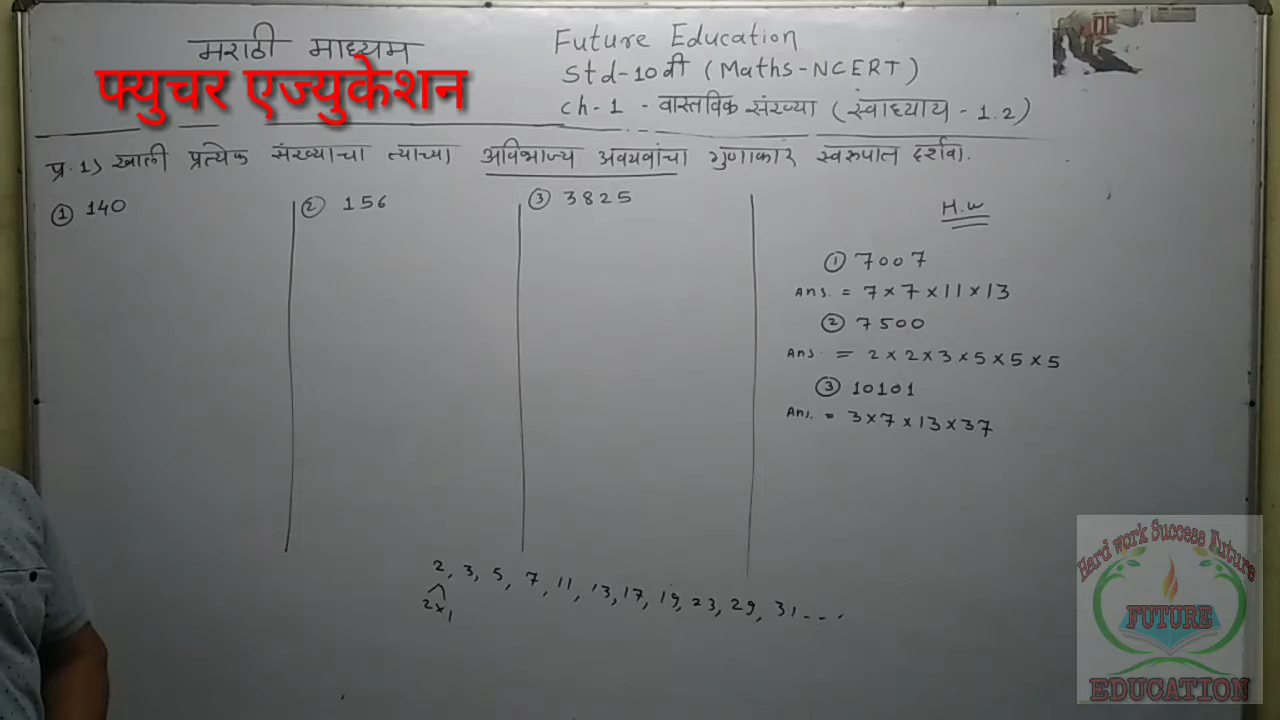 मराठी माध्यम
फ्युचर एज्युकेशन
Future Education
Std-10वी (Maths-NCERT)
Ch-1 - वास्तविक संख्या (स्वाध्याय - 1.2)
प्र.1) खाली प्रत्येक संख्याचा त्याच्या अविभाज्य अवयवांचा गुणाकार स्वरुपात दर्शवा.
① 140
② 156
③ 3825
H.W
① 7007
Ans. = 7×7×11×13
② 7500
Ans. = 2×2×3×5×5×5
③ 10101
Ans. = 3×7×13×37
2, 3, 5, 7, 11, 13, 17, 19, 23, 29, 31...
2×1
Hard work Success Future
FUTURE
EDUCATION